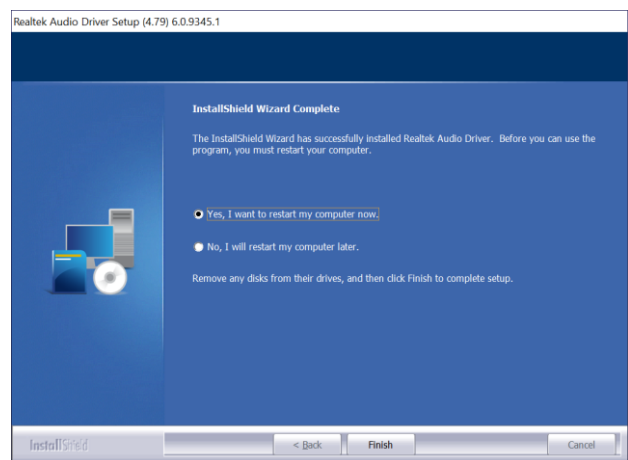 Realtek Audio Driver Setup (4.79) 6.0.9345.1
InstallShield Wizard Complete
The InstallShield Wizard has successfully installed Realtek Audio Driver. Before you can use the
program, you must restart your computer.
Yes, I want to restart my computer now.
No, I will restart my computer later.
Remove any disks from their drives, and then click Finish to complete setup.
InstallShield
< Back
Finish
Cancel